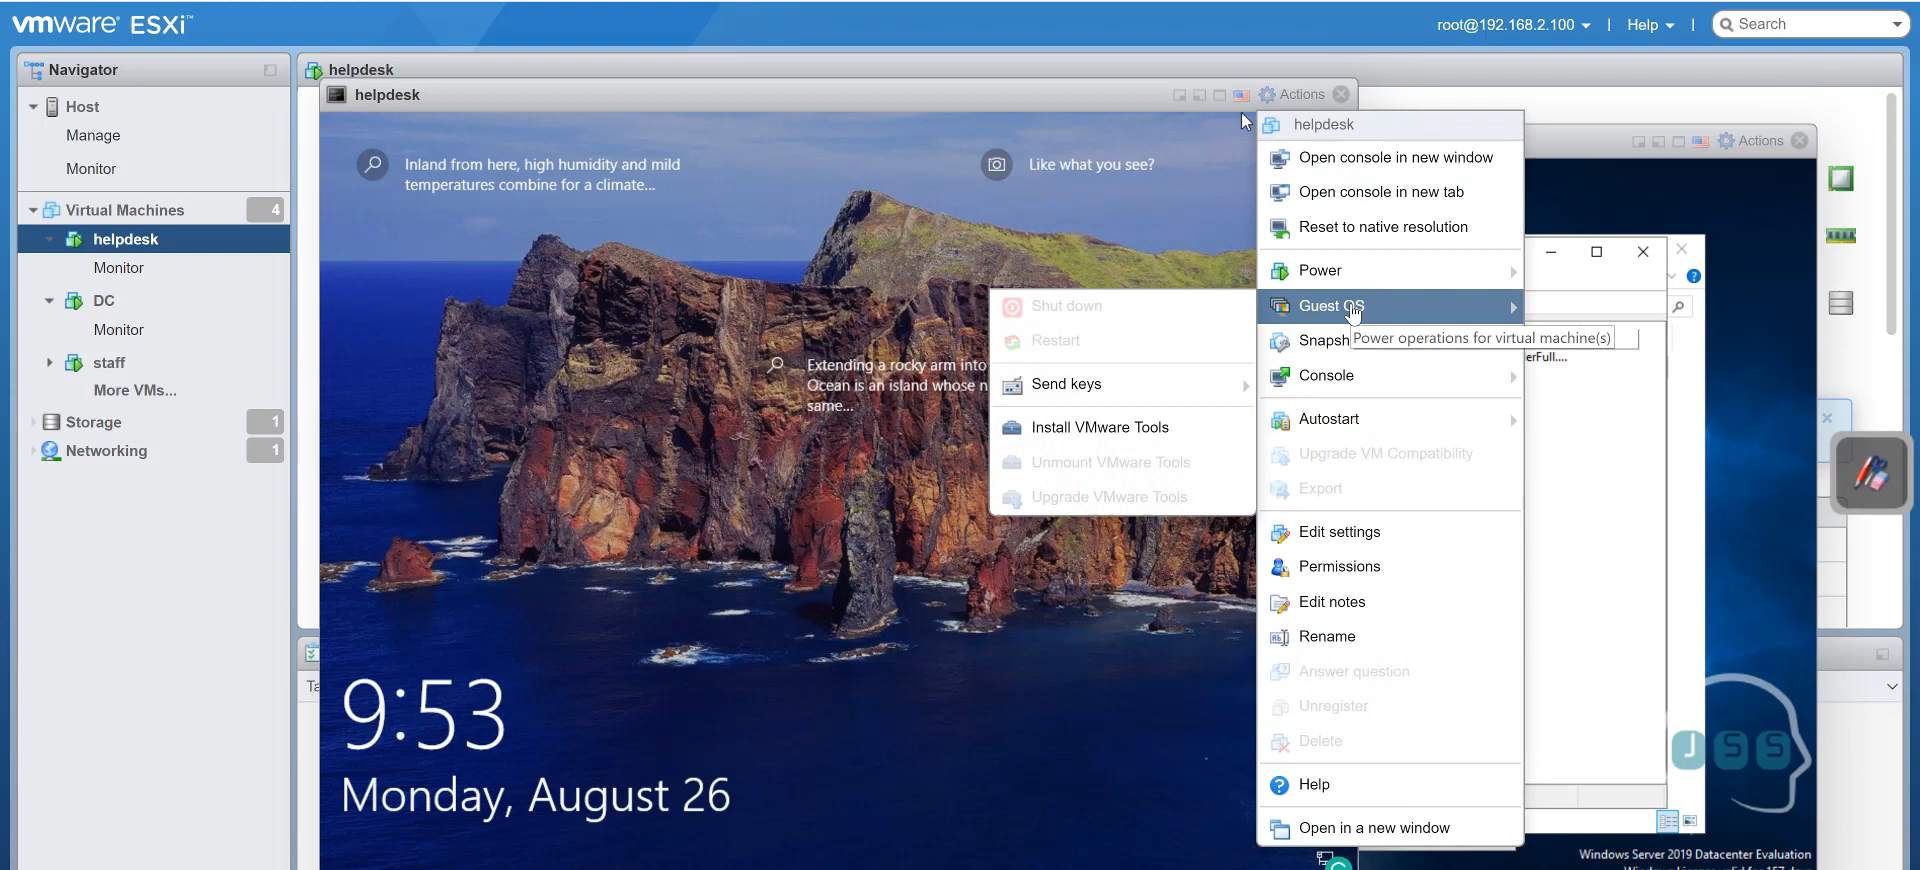 vmware® ESXi™
root@192.168.2.100
|
Help
|
Search
Navigator
Host
Manage
Monitor
Virtual Machines
4
helpdesk
Monitor
DC
Monitor
staff
More VMs...
Storage
1
Networking
1
helpdesk
helpdesk
Actions
Inland from here, high humidity and mild
temperatures combine for a climate...
Like what you see?
Extending a rocky arm into
Ocean is an island whose n
same...
9:53
Monday, August 26
helpdesk
Open console in new window
Open console in new tab
Reset to native resolution
Power
Guest OS
Power operations for virtual machine(s)
Snapsh
Console
Autostart
Upgrade VM Compatibility
Export
Edit settings
Permissions
Edit notes
Rename
Answer question
Unregister
Delete
Help
Open in a new window
Shut down
Restart
Send keys
Install VMware Tools
Unmount VMware Tools
Upgrade VMware Tools
Actions
erFull....
JSS
Windows Server 2019 Datacenter Evaluation